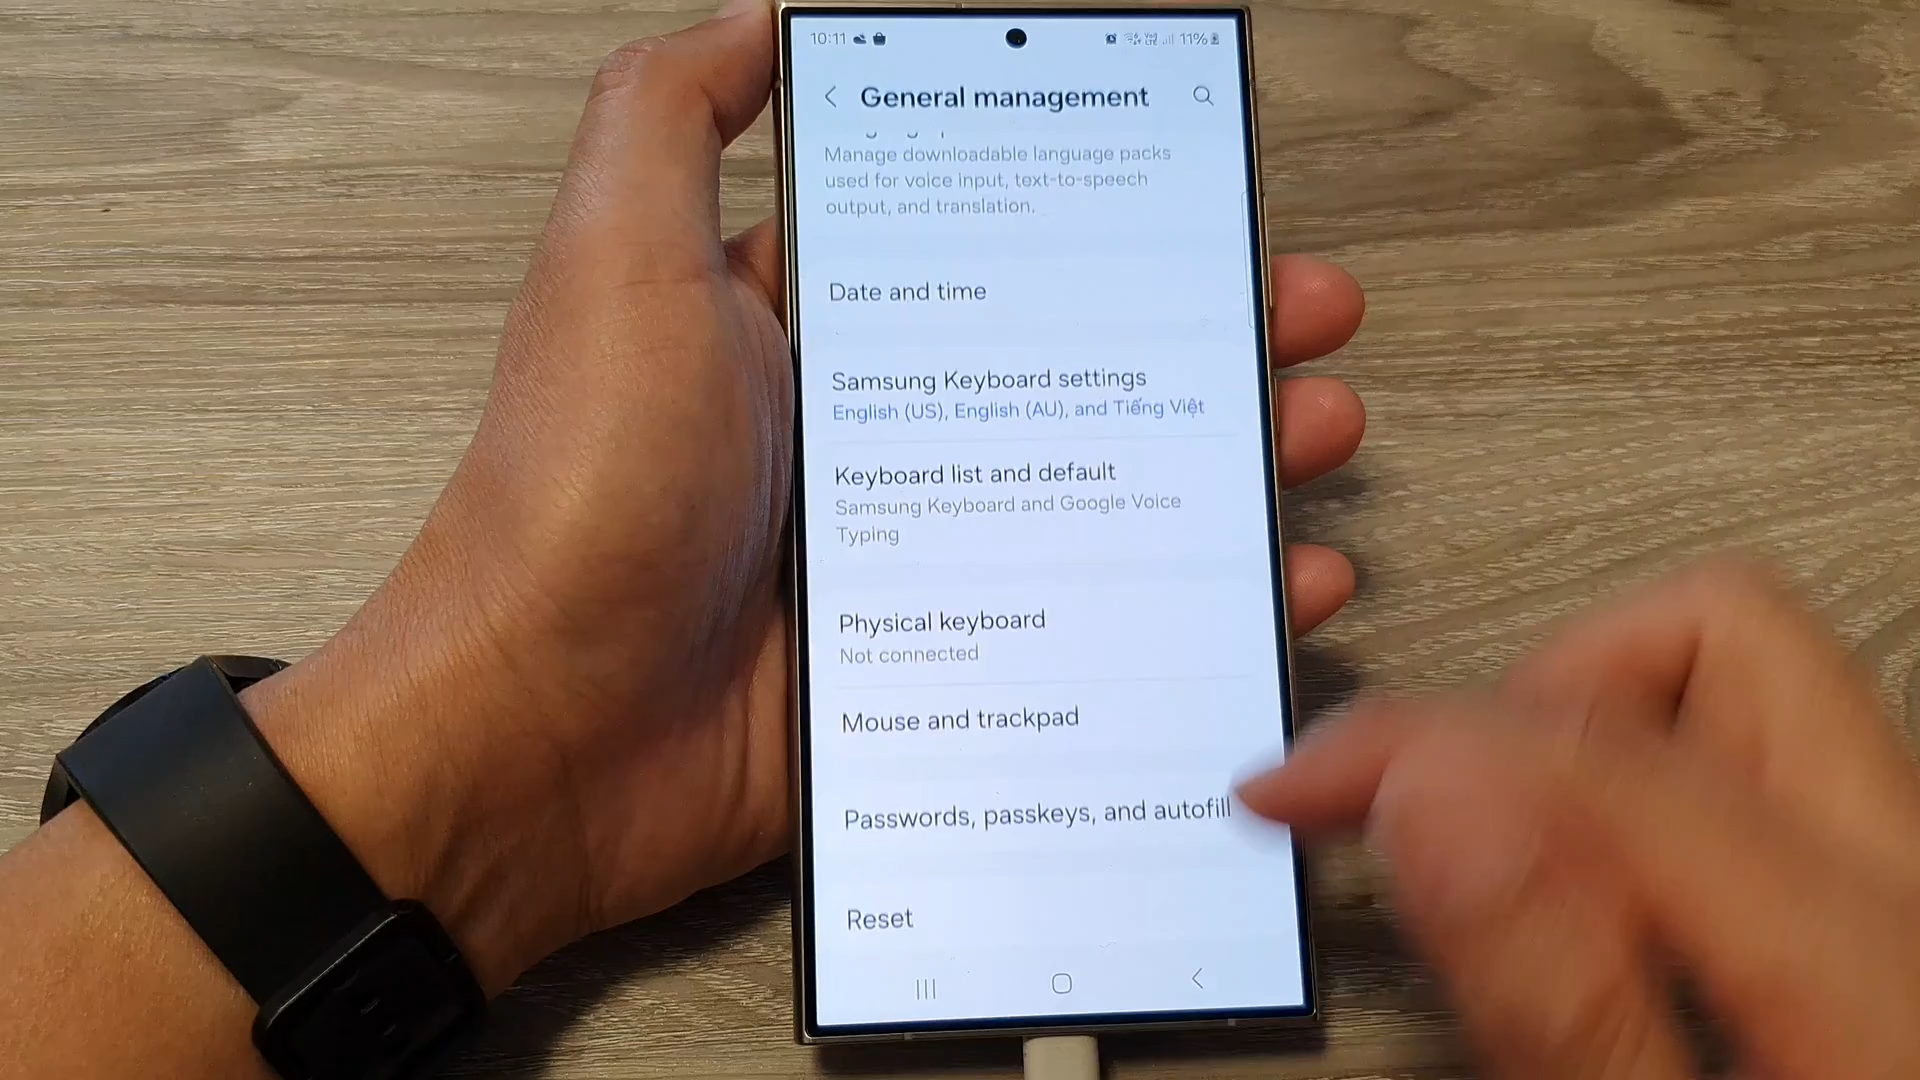 10:11
11%
General management
Manage downloadable language packs
used for voice input, text-to-speech
output, and translation.
Date and time
Samsung Keyboard settings
English (US), English (AU), and Tiếng Việt
Keyboard list and default
Samsung Keyboard and Google Voice
Typing
Physical keyboard
Not connected
Mouse and trackpad
Passwords, passkeys, and autofill
Reset